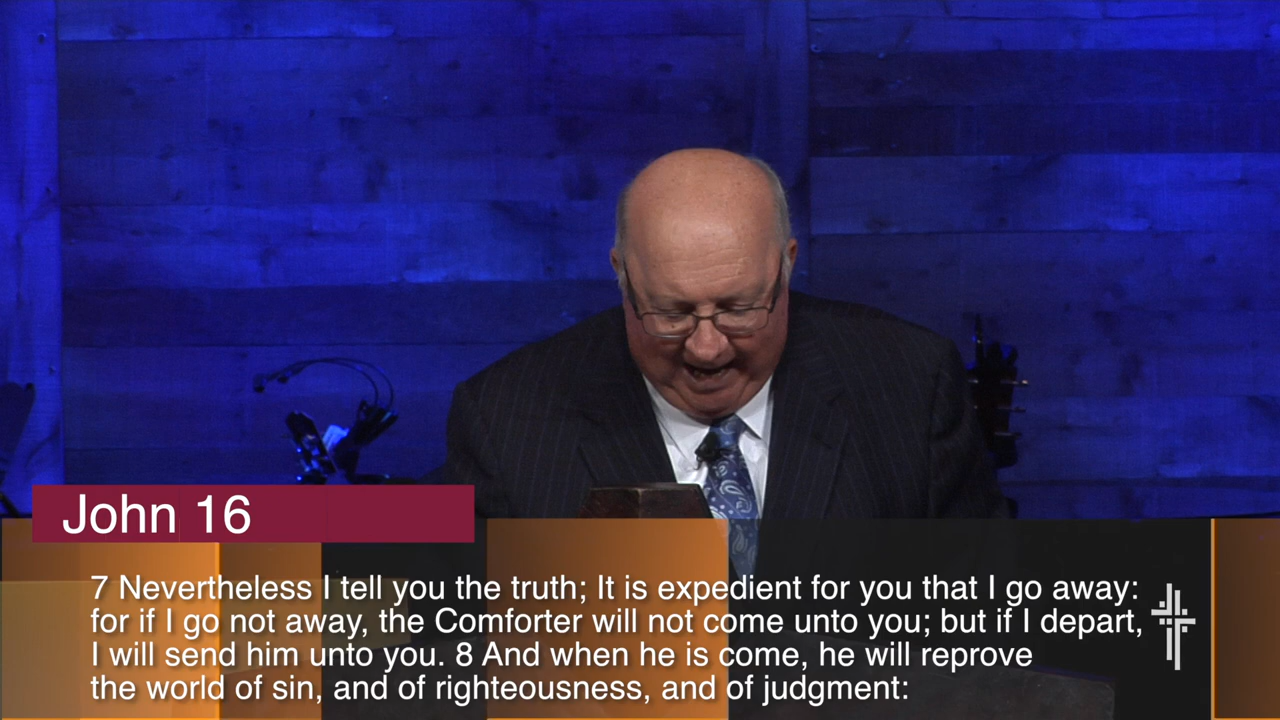 John 16
7 Nevertheless I tell you the truth; It is expedient for you that I go away:
for if I go not away, the Comforter will not come unto you; but if I depart,
I will send him unto you. 8 And when he is come, he will reprove
the world of sin, and of righteousness, and of judgment: